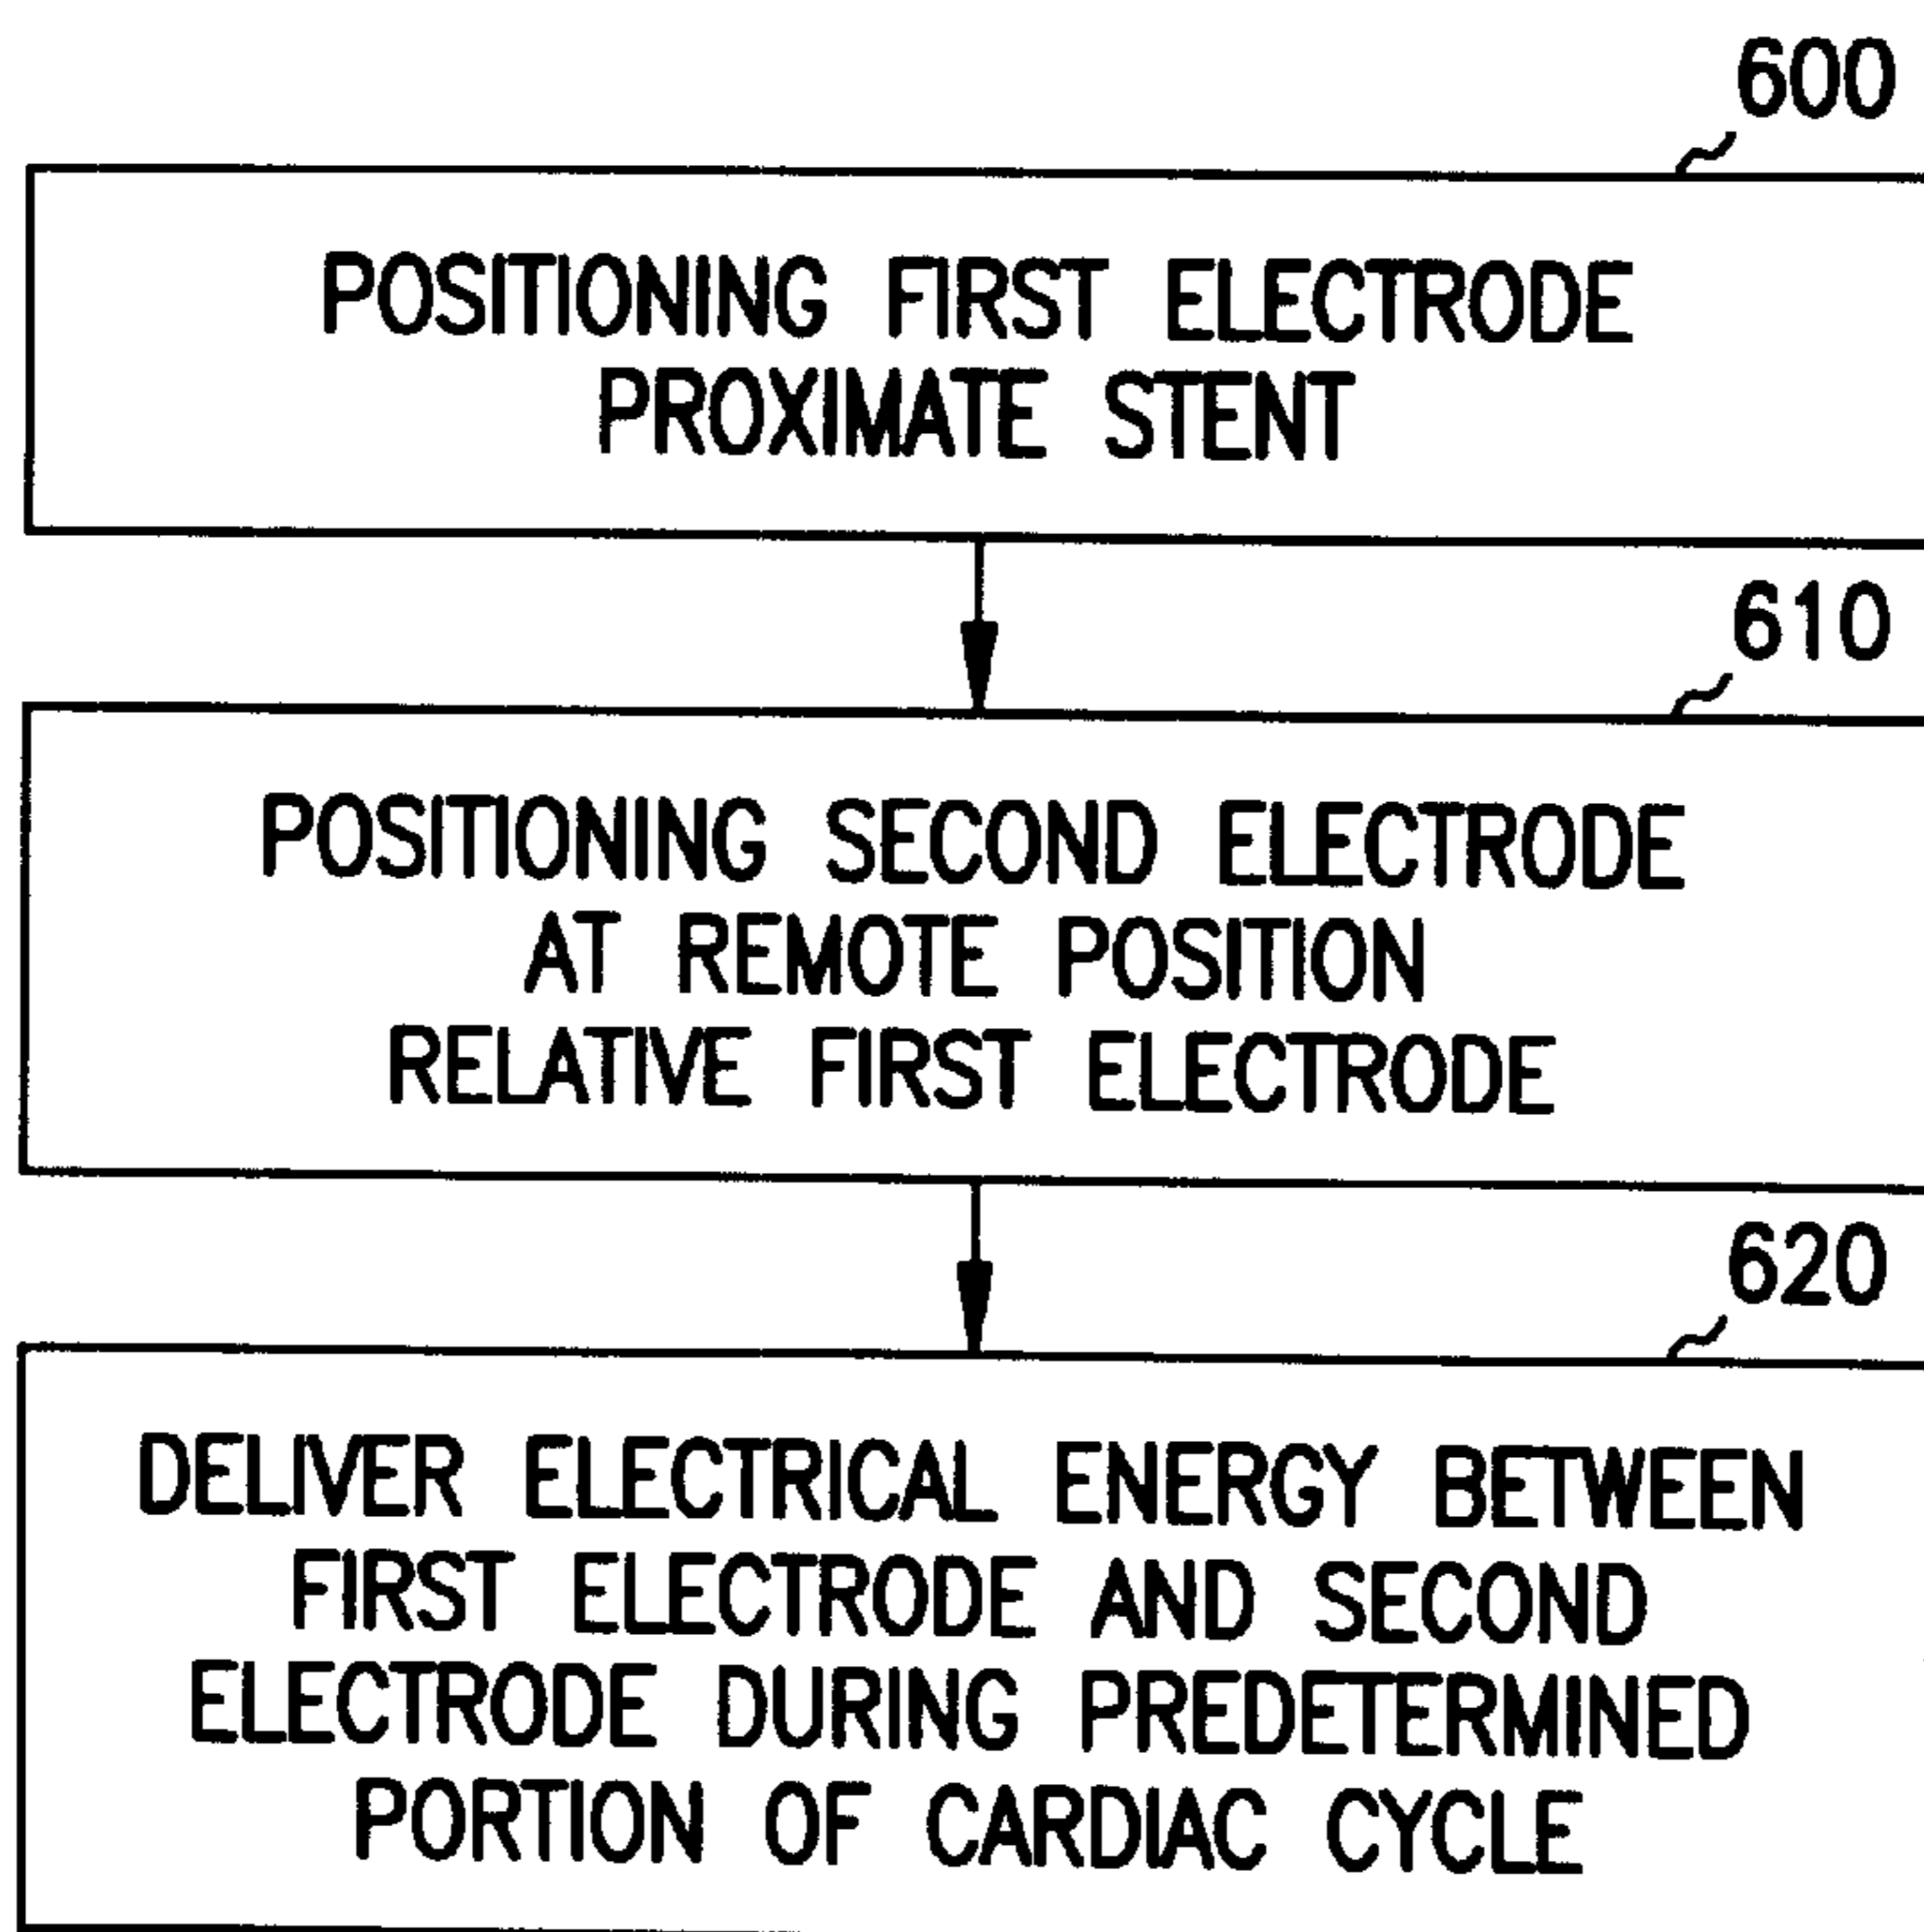 600
POSITIONING FIRST ELECTRODE
PROXIMATE STENT
610
POSITIONING SECOND ELECTRODE
AT REMOTE POSITION
RELATIVE FIRST ELECTRODE
620
DELIVER ELECTRICAL ENERGY BETWEEN
FIRST ELECTRODE AND SECOND
ELECTRODE DURING PREDETERMINED
PORTION OF CARDIAC CYCLE